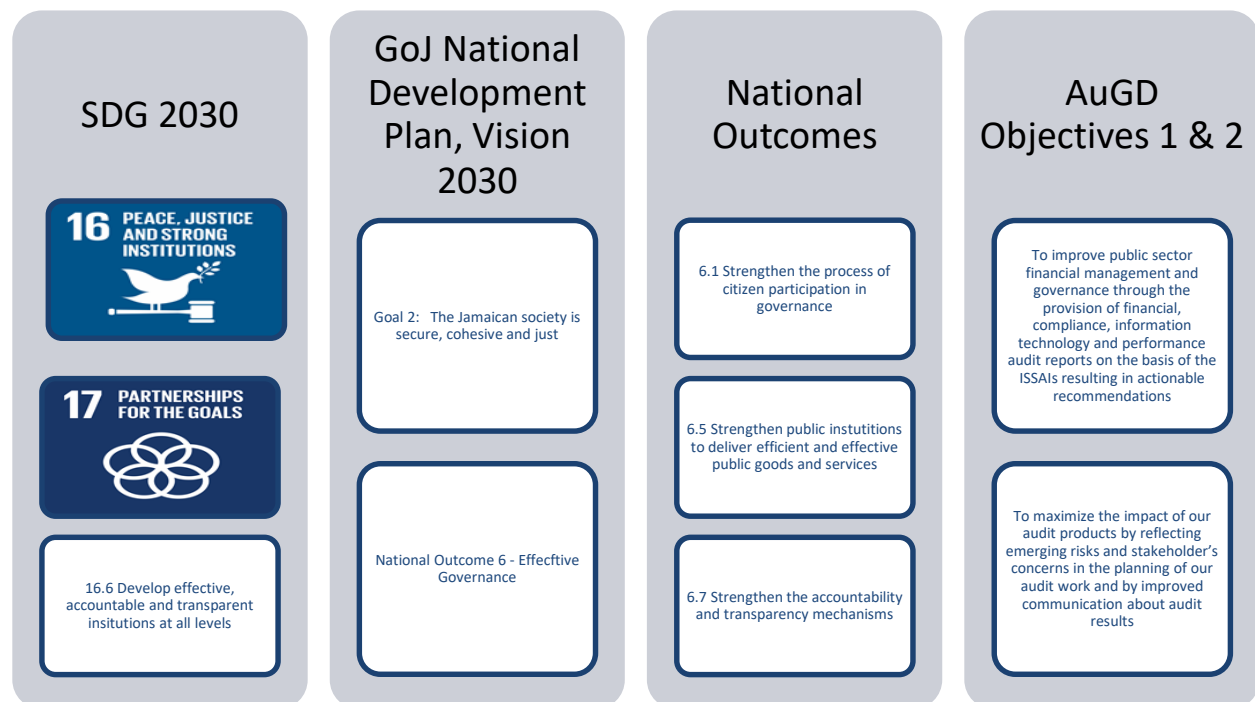 SDG 2030
16 PEACE, JUSTICE
AND STRONG
INSTITUTIONS
17 PARTNERSHIPS
FOR THE GOALS
16.6 Develop effective,
accountable and transparent
insitutions at all levels
GoJ National
Development
Plan, Vision
2030
Goal 2: The Jamaican society is
secure, cohesive and just
National Outcome 6 - Effecftive
Governance
National
Outcomes
6.1 Strengthen the process of
citizen participation in
governance
6.5 Strengthen public instutitions
to deliver efficient and effective
public goods and services
6.7 Strengthen the accountability
and transparency mechanisms
AuGD
Objectives 1 & 2
To improve public sector
financial management and
governance through the
provision of financial,
compliance, information
technology and performance
audit reports on the basis of the
ISSAIs resulting in actionable
recommendations
To maximize the impact of our
audit products by reflecting
emerging risks and stakeholder’s
concerns in the planning of our
audit work and by improved
communication about audit
results